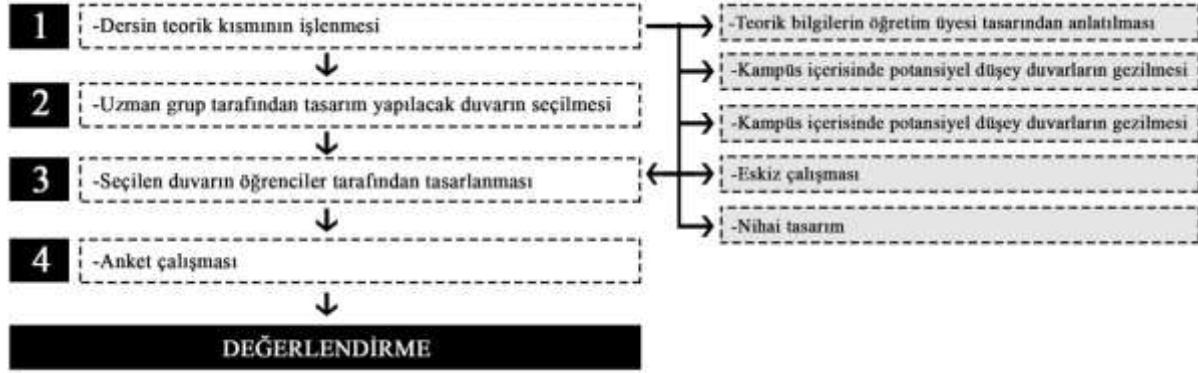 1
-Dersin teorik kısmının işlenmesi
2
-Uzman grup tarafından tasarım yapılacak duvarın seçilmesi
3
-Seçilen duvarın öğrenciler tarafından tasarlanması
4
-Anket çalışması
DEĞERLENDİRME
-Teorik bilgilerin öğretim üyesi tasarından anlatılması
-Kampüs içerisinde potansiyel düşey duvarların gezilmesi
-Kampüs içerisinde potansiyel düşey duvarların gezilmesi
-Eskiz çalışması
-Nihai tasarım